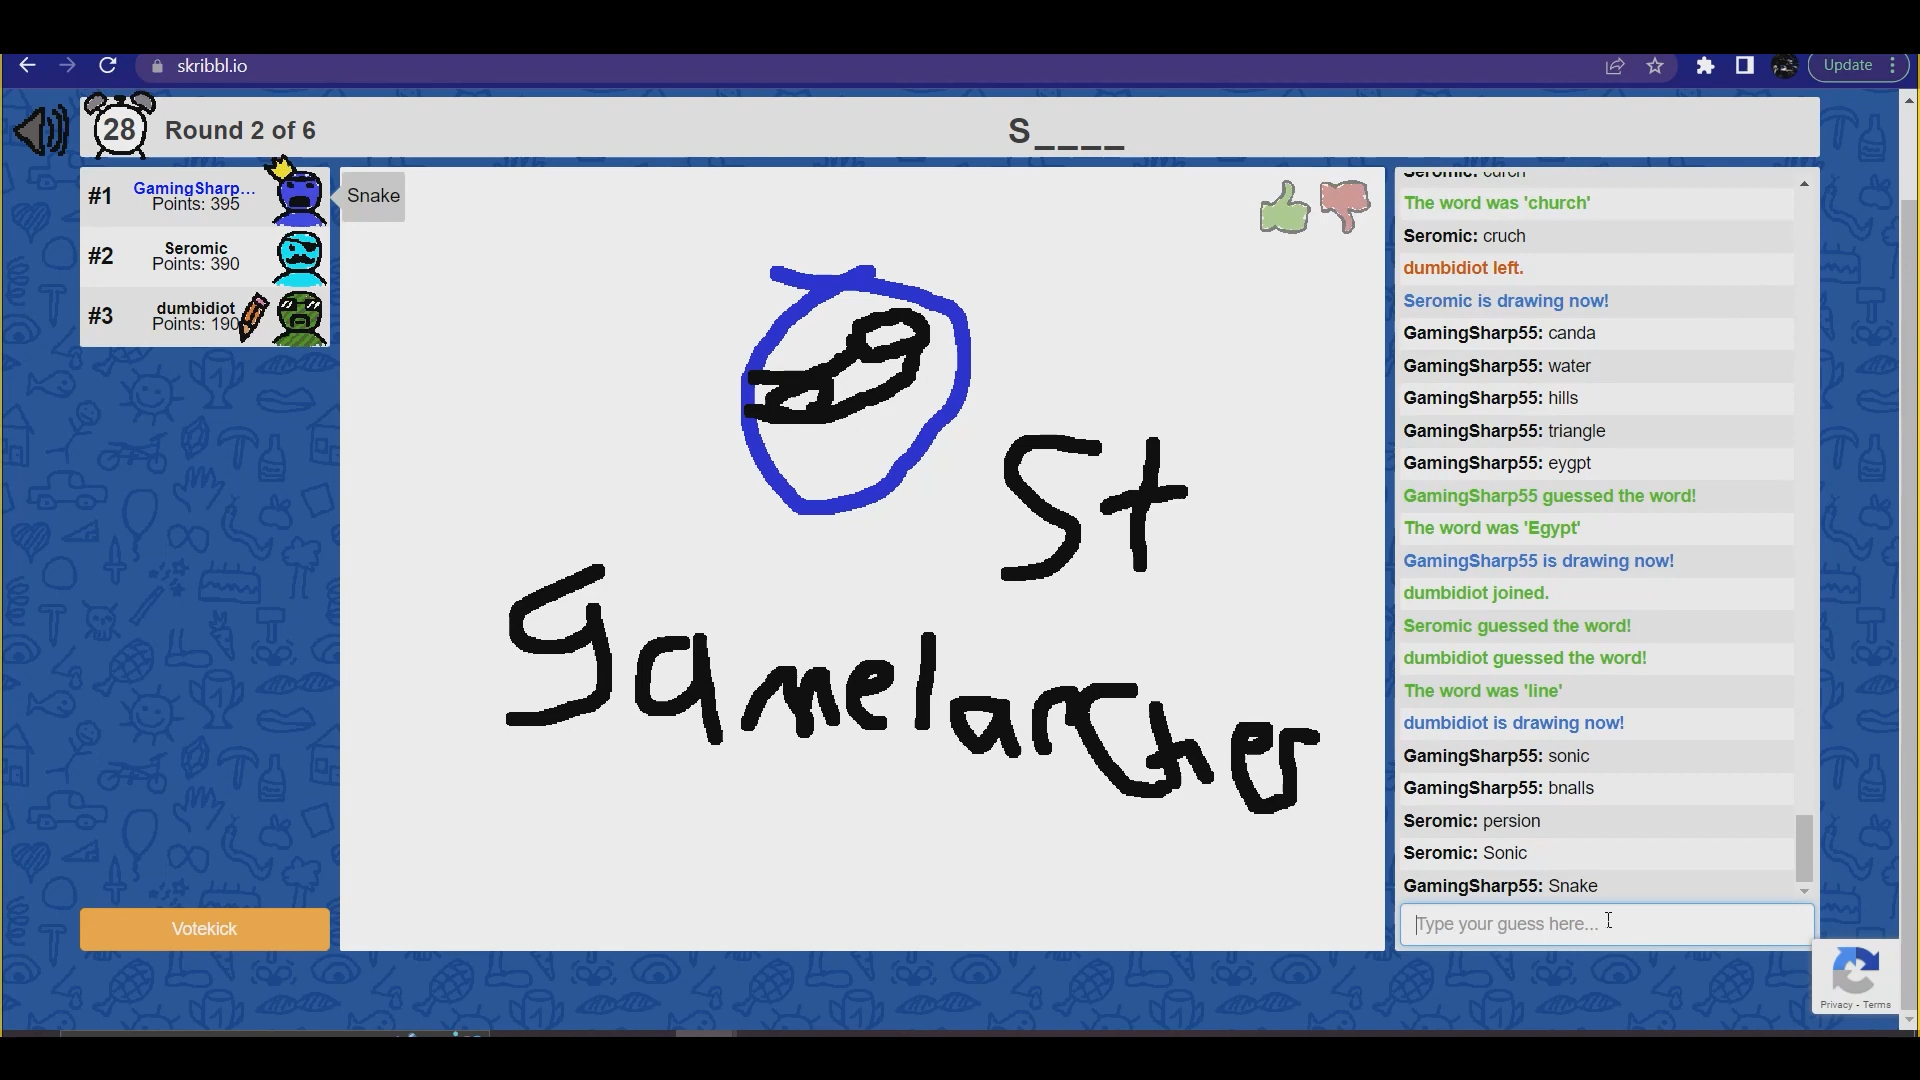 skribbl.io
Update
28
Round 2 of 6
S____
#1
GamingSharp...
Points: 395
Snake
#2
Seromic
Points: 390
#3
dumbidiot
Points: 190
St
gamelarcher
Votekick
The word was 'church'
Seromic: cruch
dumbidiot left.
Seromic is drawing now!
GamingSharp55: canda
GamingSharp55: water
GamingSharp55: hills
GamingSharp55: triangle
GamingSharp55: eygpt
GamingSharp55 guessed the word!
The word was 'Egypt'
GamingSharp55 is drawing now!
dumbidiot joined.
Seromic guessed the word!
dumbidiot guessed the word!
The word was 'line'
dumbidiot is drawing now!
GamingSharp55: sonic
GamingSharp55: bnalls
Seromic: persion
Seromic: Sonic
GamingSharp55: Snake
Type your guess here...
Privacy - Terms